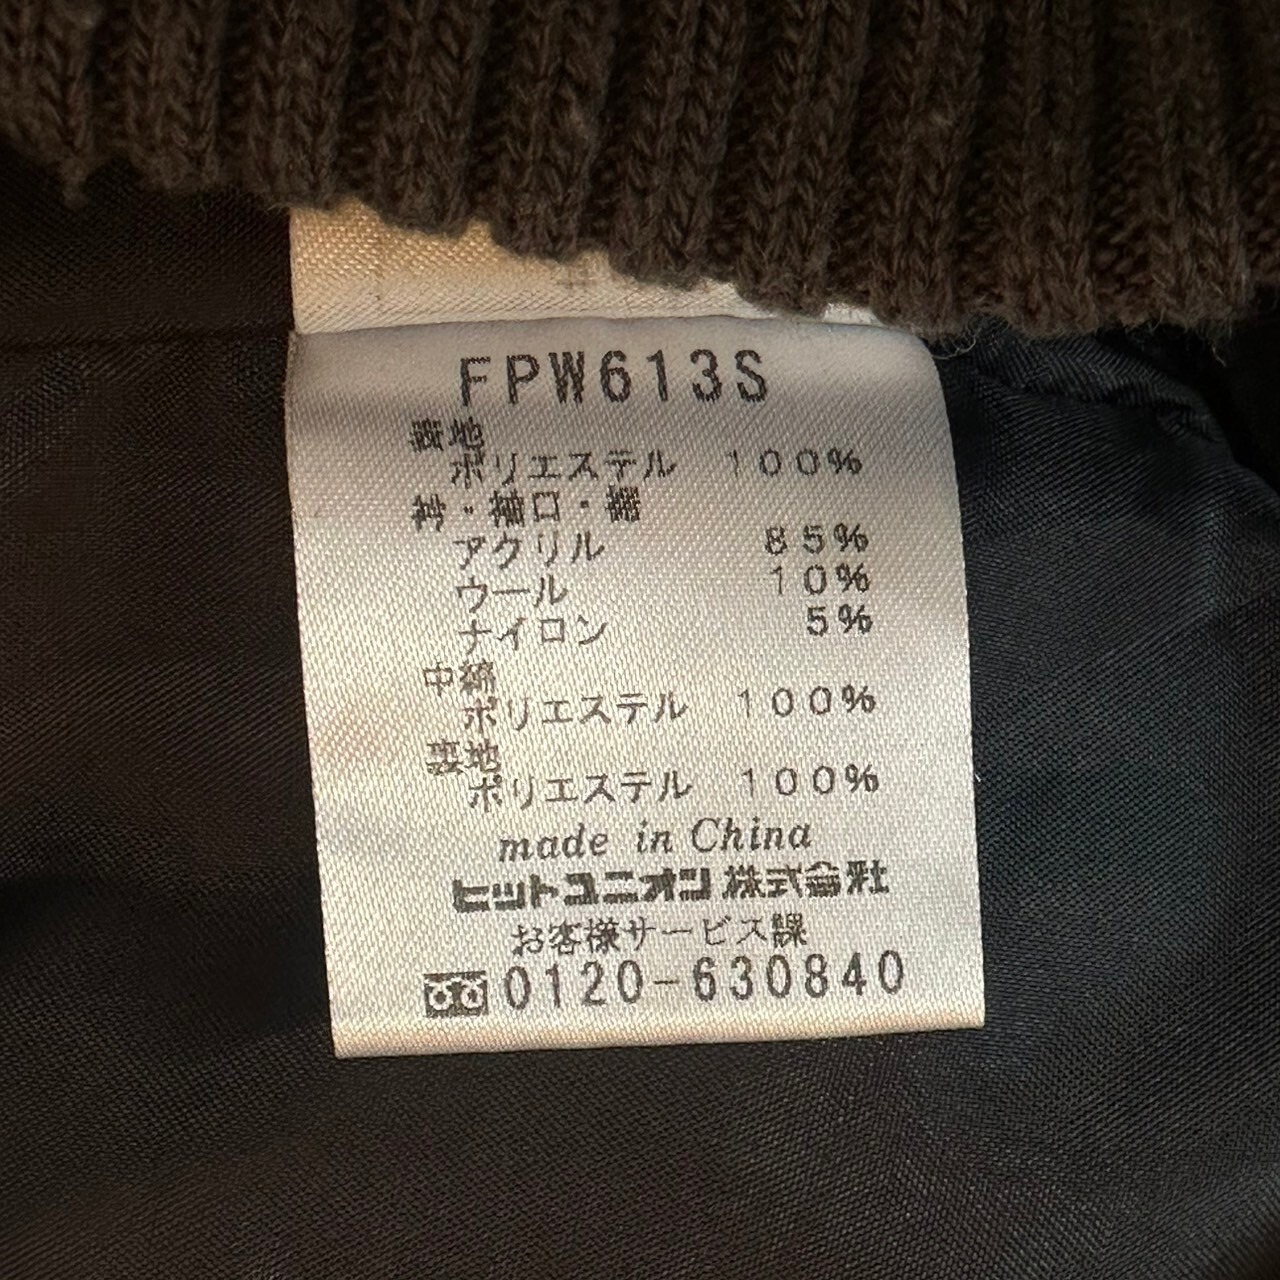 FPW613S
表地
ポリエステル 100%
衿・袖口・裾
アクリル 85%
ウール 10%
ナイロン 5%
中綿
ポリエステル 100%
裏地
ポリエステル 100%
made in China
ヒットユニオン株式会社
お客様サービス課
0120-630840